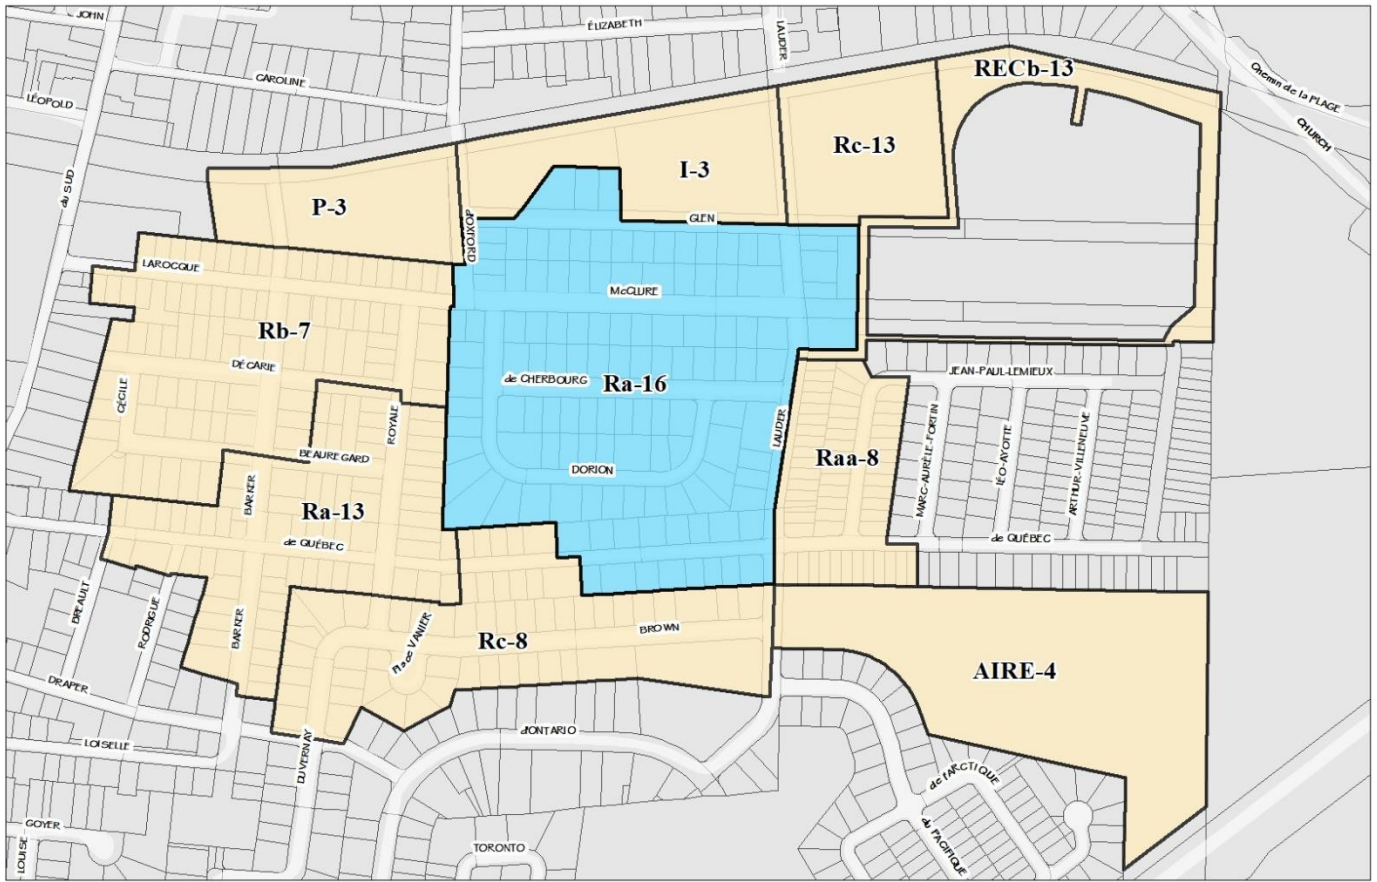 JOHN
ÉLIZABETH
LAUDER
CAROLINE
LÉOPOLD
RECb-13
Chemin de la PLAGE
CHURCH
Rc-13
I-3
du SUD
P-3
GLEN
OXFORD
LAROCQUE
McCLURE
Rb-7
DÉCARIE
de CHERBOURG
Ra-16
JEAN-PAUL-LEMIEUX
CÉCILE
ROYALE
LAUDER
MARC-AURÈLE-FORTIN
LÉO-AYOTTE
ARTHUR-VILLENEUVE
BEAUREGARD
Raa-8
DORION
BARKER
Ra-13
de QUÉBEC
de QUÉBEC
BREAULT
RODRIGUE
BARKER
Place VANIER
Rc-8
BROWN
AIRE-4
DRAPER
d'ONTARIO
LOISELLE
DUVERNAY
de l'ARCTIQUE
GOYER
LOUISE
TORONTO
du PACIFIQUE